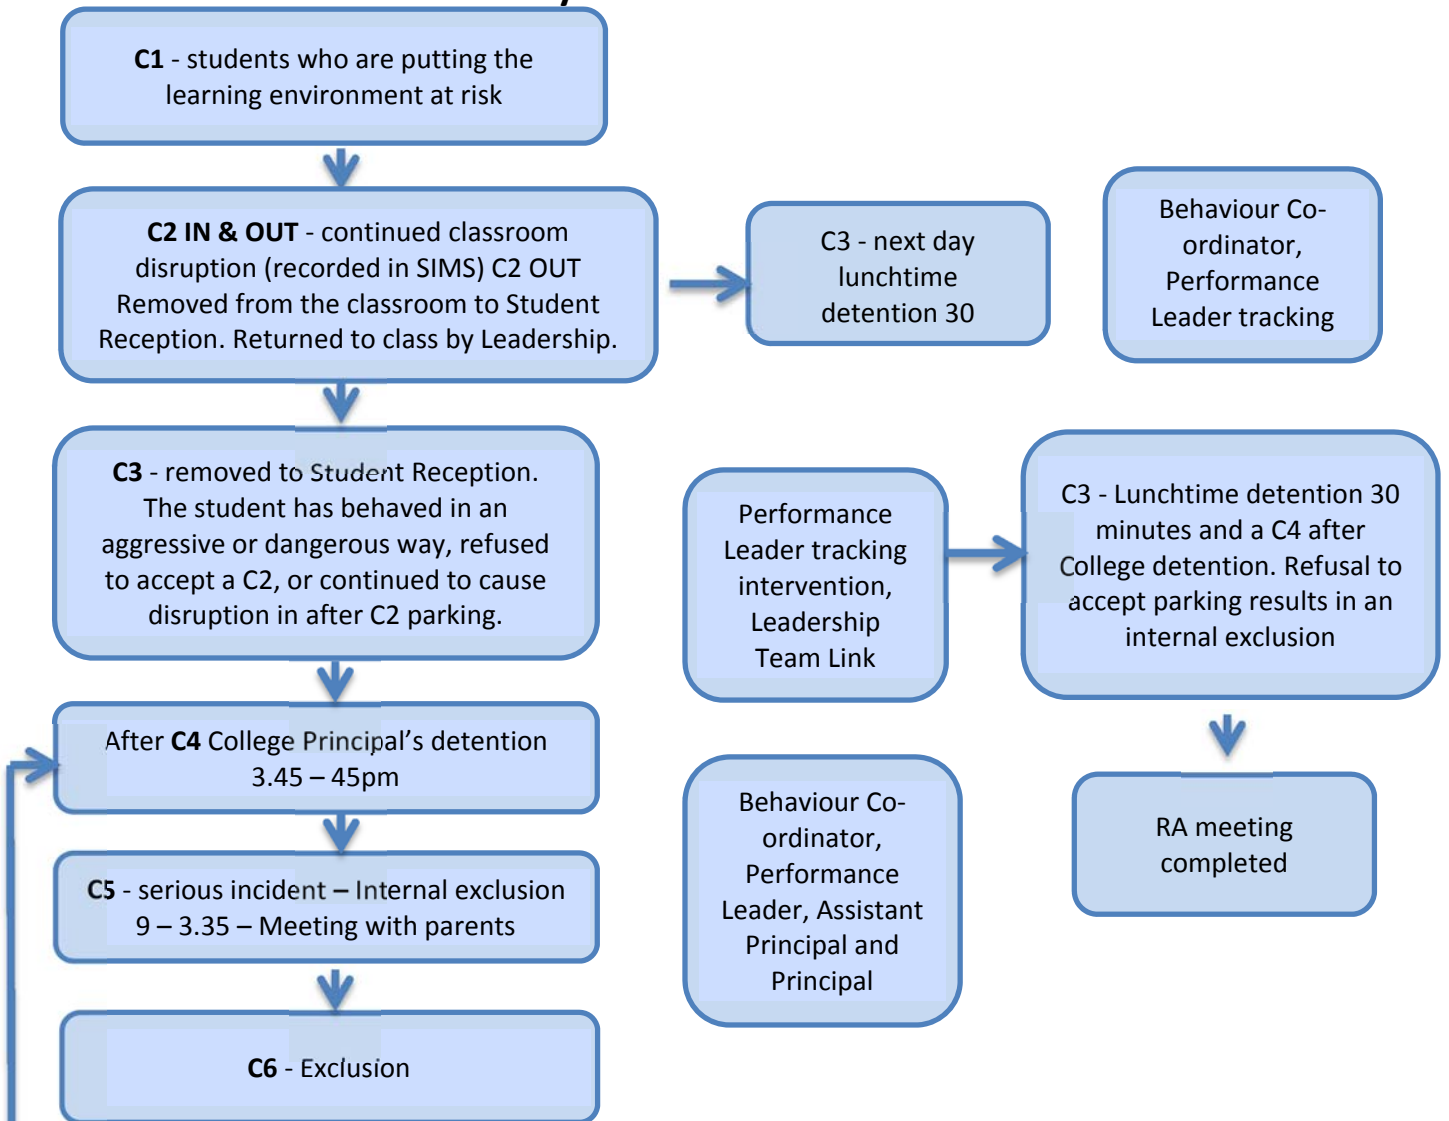 C1 - students who are putting the
learning environment at risk
C2 IN & OUT - continued classroom
disruption (recorded in SIMS) C2 OUT
Removed from the classroom to Student
Reception. Returned to class by Leadership.
C3 - next day
lunchtime
detention 30
Behaviour Co-
ordinator,
Performance
Leader tracking
C3 - removed to Student Reception.
The student has behaved in an
aggressive or dangerous way, refused
to accept a C2, or continued to cause
disruption in after C2 parking.
Performance
Leader tracking
intervention,
Leadership
Team Link
C3 - Lunchtime detention 30
minutes and a C4 after
College detention. Refusal to
accept parking results in an
internal exclusion
After C4 College Principal’s detention
3.45 – 45pm
Behaviour Co-
ordinator,
Performance
Leader, Assistant
Principal and
Principal
RA meeting
completed
C5 - serious incident – Internal exclusion
9 – 3.35 – Meeting with parents
C6 - Exclusion